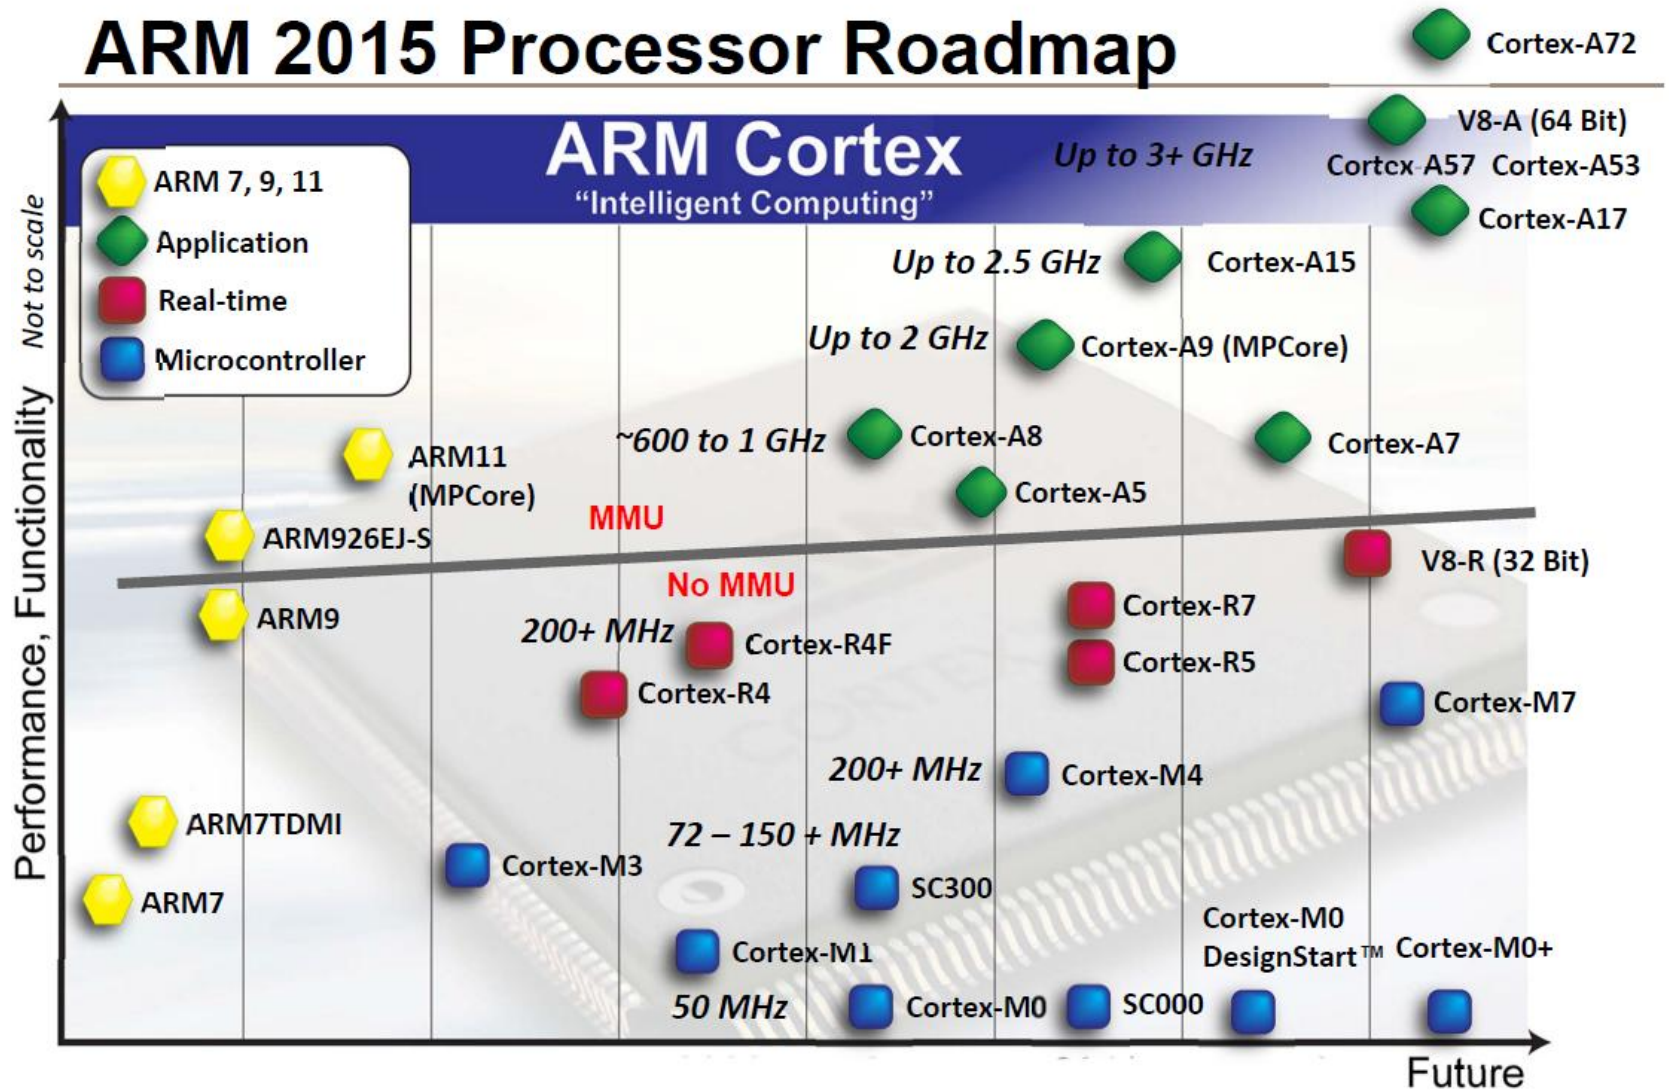 ARM 2015 Processor Roadmap
Cortex-A72
ARM Cortex
"Intelligent Computing"
Up to 3+ GHz
V8-A (64 Bit)
Cortex-A57 Cortex-A53
Cortex-A17
ARM 7, 9, 11
Application
Real-time
Microcontroller
Not to scale
Performance, Functionality
Up to 2.5 GHz
Cortex-A15
Up to 2 GHz
Cortex-A9 (MPCore)
~600 to 1 GHz
Cortex-A8
Cortex-A7
ARM11
(MPCore)
Cortex-A5
MMU
ARM926EJ-S
No MMU
V8-R (32 Bit)
ARM9
200+ MHz
Cortex-R4F
Cortex-R7
Cortex-R4
Cortex-R5
Cortex-M7
200+ MHz
Cortex-M4
ARM7TDMI
72 – 150 + MHz
Cortex-M3
SC300
ARM7
Cortex-M1
Cortex-M0
DesignStart™
Cortex-M0+
50 MHz
Cortex-M0
SC000
Future
CORTEX